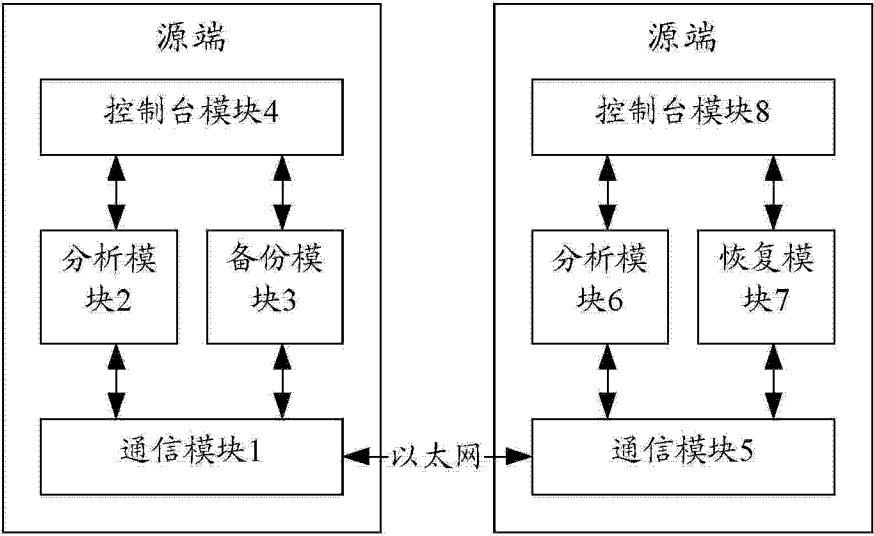 源端
控制台模块4
分析模
块2
备份模
块3
通信模块1
以太网
源端
控制台模块8
分析模
块6
恢复模
块7
通信模块5